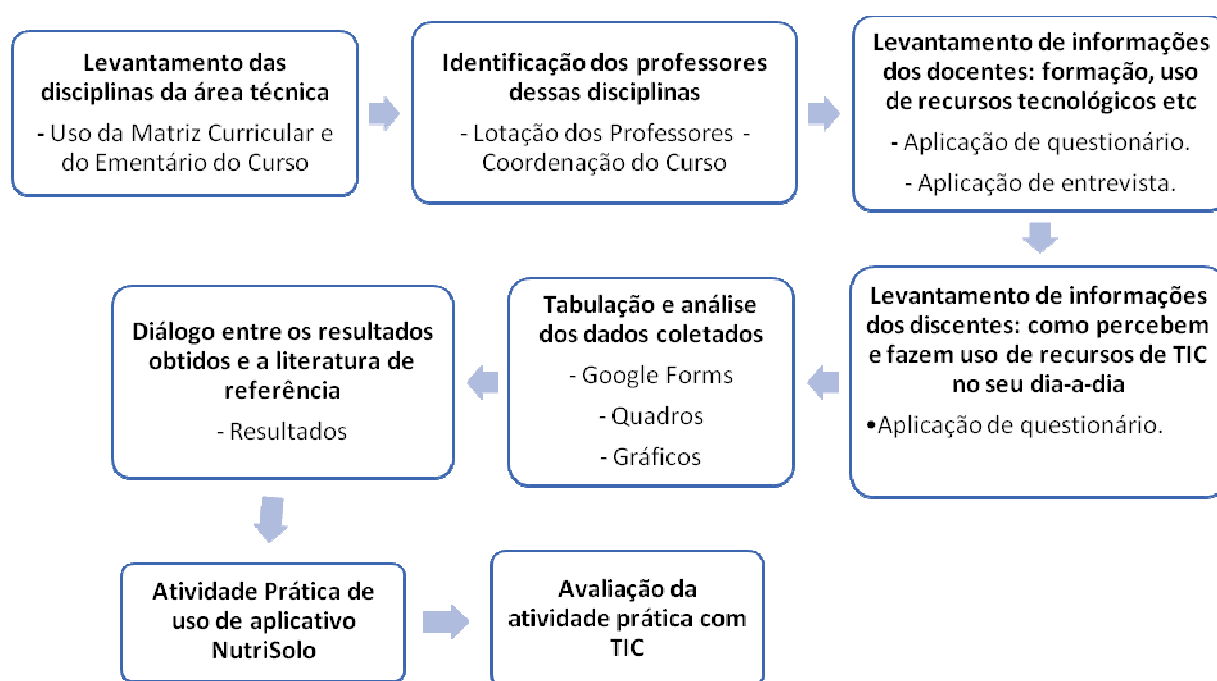 Levantamento das
disciplinas da área técnica
- Uso da Matriz Curricular e
do Ementário do Curso
Identificação dos professores
dessas disciplinas
- Lotação dos Professores -
Coordenação do Curso
Levantamento de informações
dos docentes: formação, uso
de recursos tecnológicos etc
- Aplicação de questionário.
- Aplicação de entrevista.
Levantamento de informações
dos discentes: como percebem
e fazem uso de recursos de TIC
no seu dia-a-dia
•Aplicação de questionário.
Tabulação e análise
dos dados coletados
- Google Forms
- Quadros
- Gráficos
Diálogo entre os resultados
obtidos e a literatura de
referência
- Resultados
Atividade Prática de
uso de aplicativo
NutriSolo
Avaliação da
atividade prática com
TIC